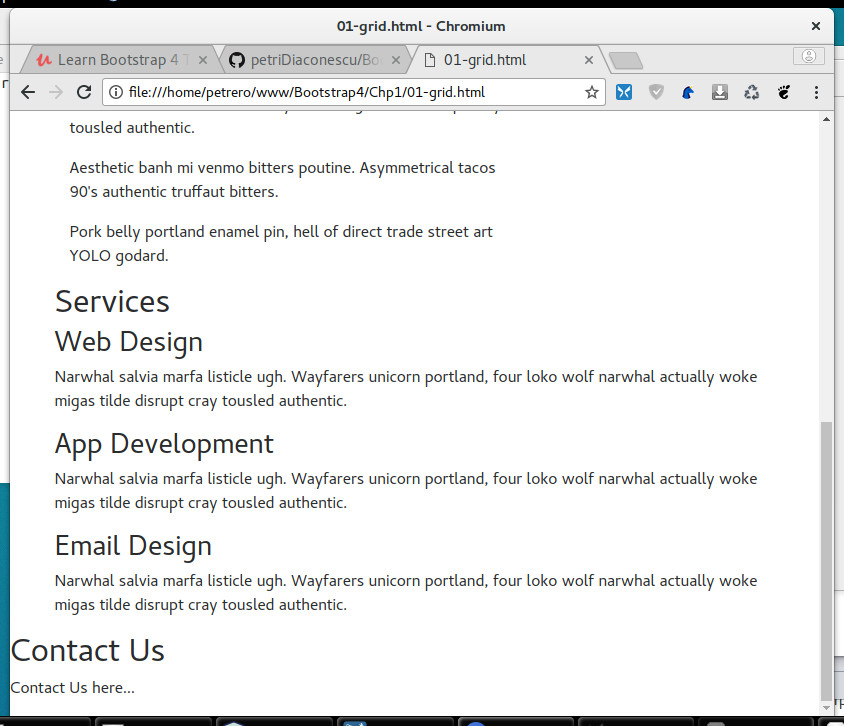 01-grid.html - Chromium
Learn Bootstrap 4 T
petriDiaconescu/Bo
01-grid.html
file:///home/petrero/www/Bootstrap4/Chp1/01-grid.html
tousled authentic.
Aesthetic banh mi venmo bitters poutine. Asymmetrical tacos
90's authentic truffaut bitters.
Pork belly portland enamel pin, hell of direct trade street art
YOLO godard.
Services
Web Design
Narwhal salvia marfa listicle ugh. Wayfarers unicorn portland, four loko wolf narwhal actually woke
migas tilde disrupt cray tousled authentic.
App Development
Narwhal salvia marfa listicle ugh. Wayfarers unicorn portland, four loko wolf narwhal actually woke
migas tilde disrupt cray tousled authentic.
Email Design
Narwhal salvia marfa listicle ugh. Wayfarers unicorn portland, four loko wolf narwhal actually woke
migas tilde disrupt cray tousled authentic.
Contact Us
Contact Us here...